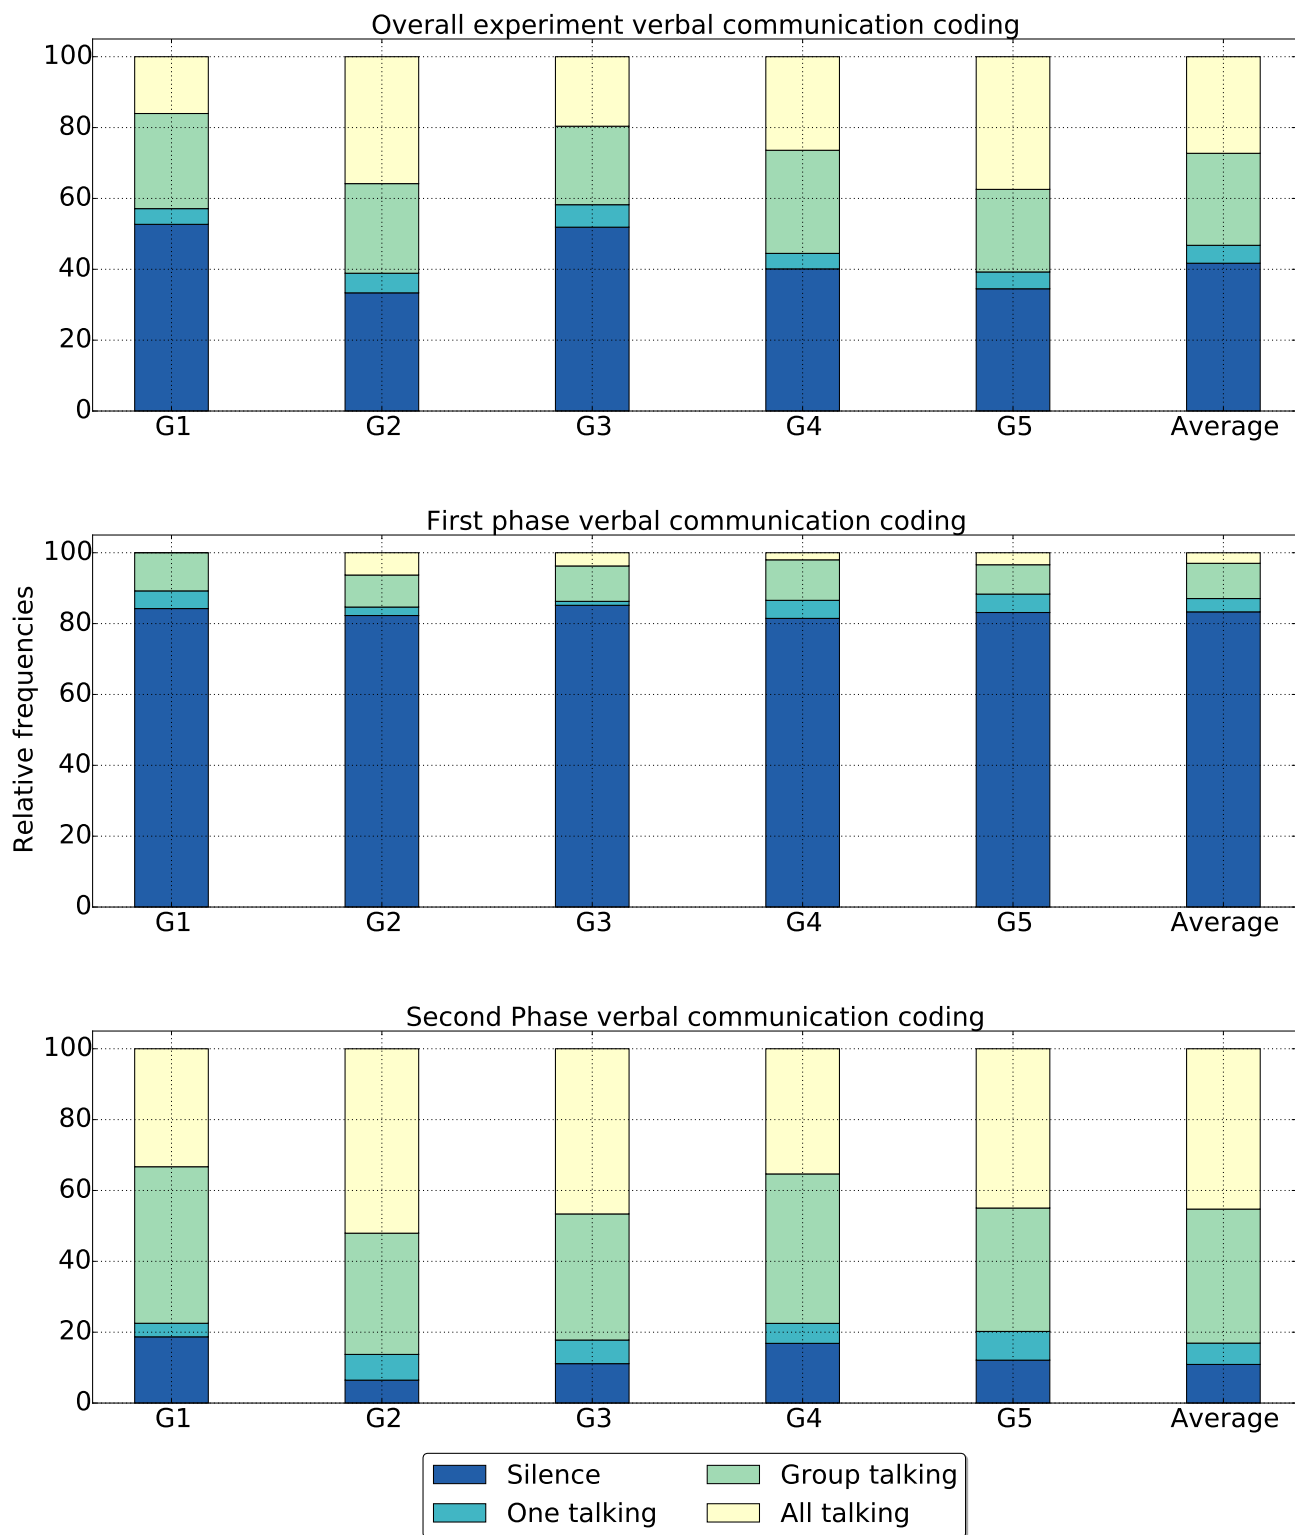 Overall experiment verbal communication coding
100
80
60
40
20
0
G1 G2 G3 G4 G5 Average
First phase verbal communication coding
Relative frequencies
100
80
60
40
20
0
G1 G2 G3 G4 G5 Average
Second Phase verbal communication coding
100
80
60
40
20
0
G1 G2 G3 G4 G5 Average
Silence Group talking
One talking All talking